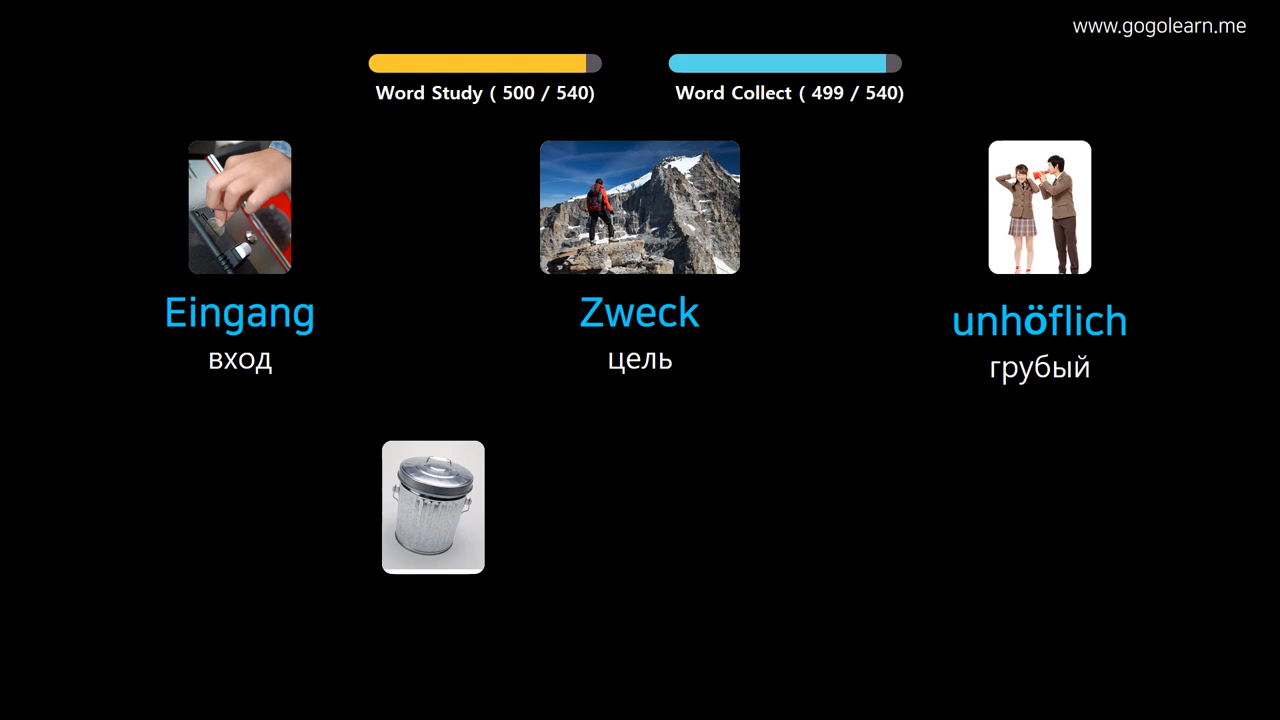 www.gogolearn.me
Word Study ( 500 / 540)
Word Collect ( 499 / 540)
Eingang
вход
Zweck
цель
unhöflich
грубый